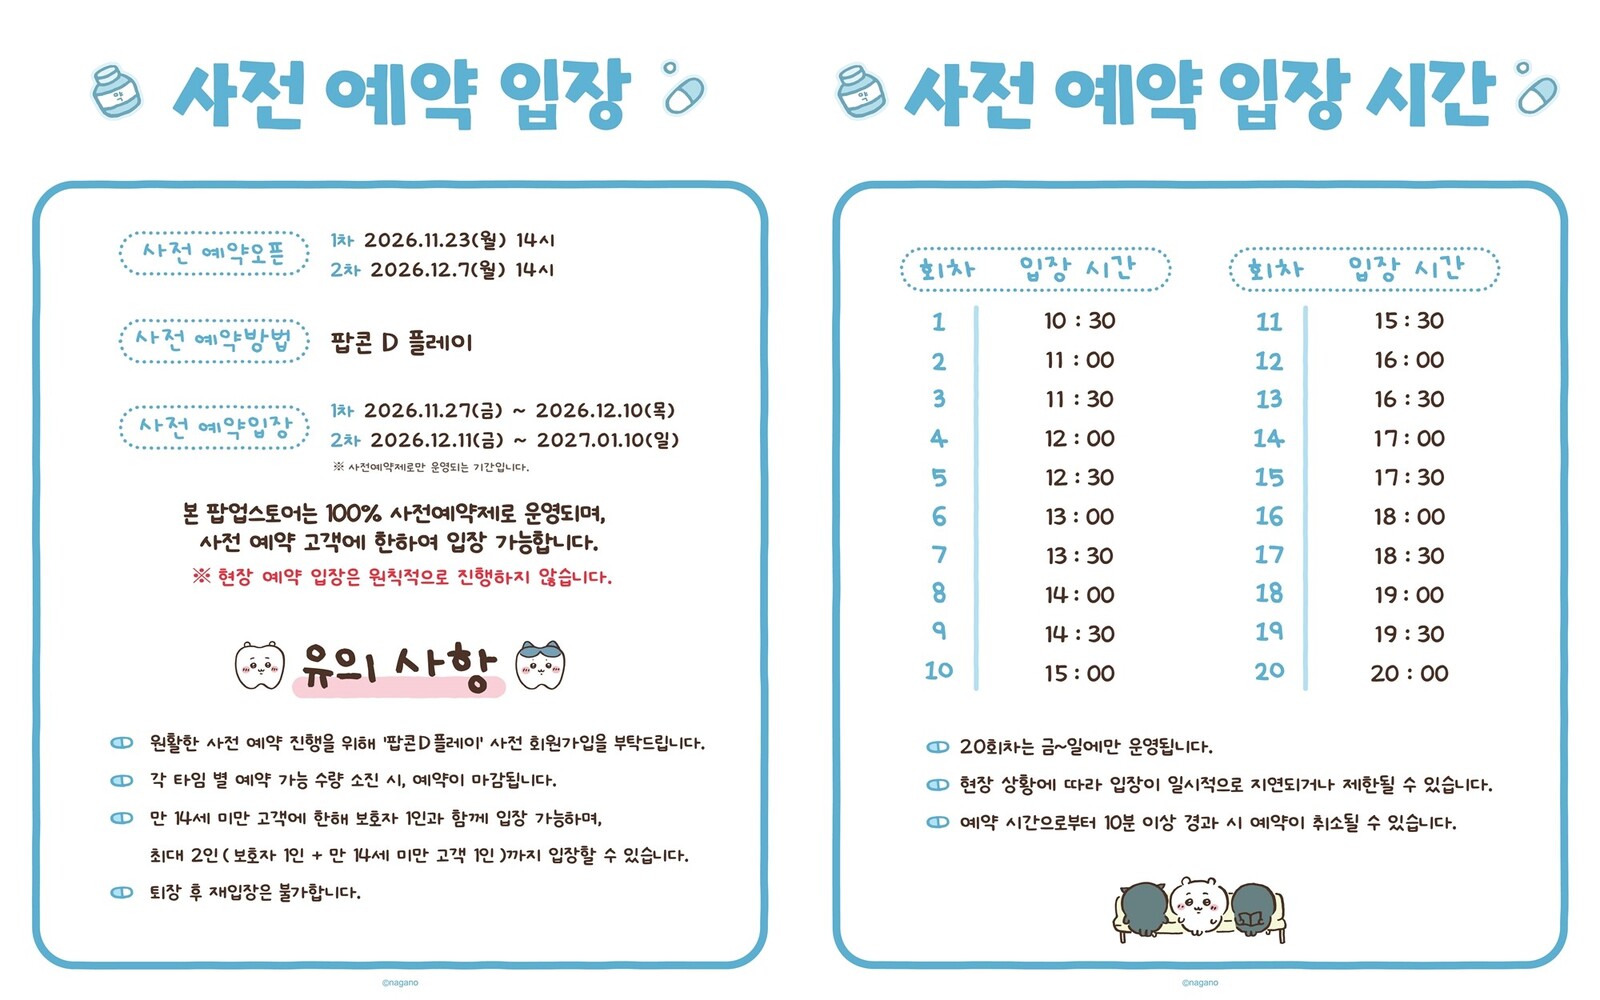 약
사전 예약 입장
사전 예약오픈
1차 2026.11.23(월) 14시
2차 2026.12.7(월) 14시
사전 예약방법
팝콘 D 플레이
사전 예약입장
1차 2026.11.27(금) ~ 2026.12.10(목)
2차 2026.12.11(금) ~ 2027.01.10(일)
※ 사전예약제로만 운영되는 기간입니다.
본 팝업스토어는 100% 사전예약제로 운영되며,
사전 예약 고객에 한하여 입장 가능합니다.
※ 현장 예약 입장은 원칙적으로 진행하지 않습니다.
유의 사항
원활한 사전 예약 진행을 위해 '팝콘D플레이' 사전 회원가입을 부탁드립니다.
각 타임 별 예약 가능 수량 소진 시, 예약이 마감됩니다.
만 14세 미만 고객에 한해 보호자 1인과 함께 입장 가능하며,
최대 2인(보호자 1인 + 만 14세 미만 고객 1인)까지 입장할 수 있습니다.
퇴장 후 재입장은 불가합니다.
©nagano
약
사전 예약 입장 시간
회차 입장 시간
1 10 : 30
2 11 : 00
3 11 : 30
4 12 : 00
5 12 : 30
6 13 : 00
7 13 : 30
8 14 : 00
9 14 : 30
10 15 : 00
회차 입장 시간
11 15 : 30
12 16 : 00
13 16 : 30
14 17 : 00
15 17 : 30
16 18 : 00
17 18 : 30
18 19 : 00
19 19 : 30
20 20 : 00
20회차는 금~일에만 운영됩니다.
현장 상황에 따라 입장이 일시적으로 지연되거나 제한될 수 있습니다.
예약 시간으로부터 10분 이상 경과 시 예약이 취소될 수 있습니다.
©nagano